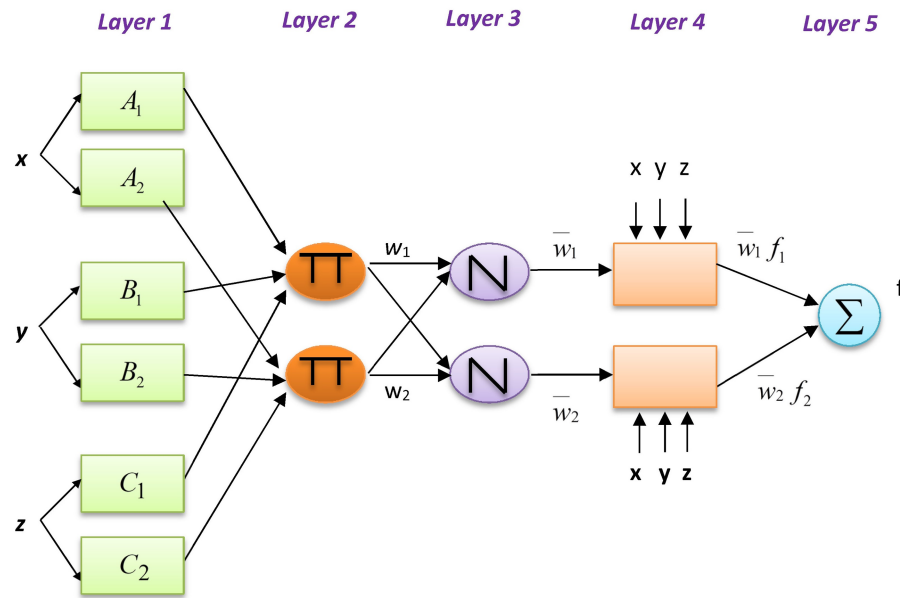 Layer 1 Layer 2 Layer 3 Layer 4 Layer 5
A₁
x
A₂
x y z
B₁
y
B₂
C₁
z
C₂
∏
∏
w₁
w₂
N
N
w̅₁
w̅₂
w̅₁ f₁
w̅₂ f₂
x y z
Σ
f